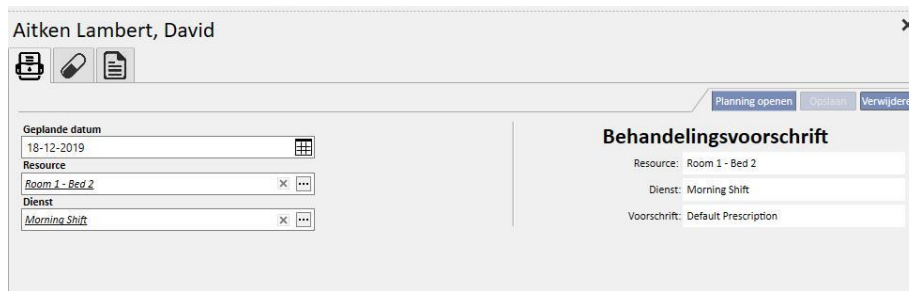 Aitken Lambert, David
Planning openen Opslaan Verwijdere
Geplande datum
18-12-2019
Resource
Room 1 - Bed 2
Dienst
Morning Shift
Behandelingsvoorschrift
Resource: Room 1 - Bed 2
Dienst: Morning Shift
Voorschrift: Default Prescription